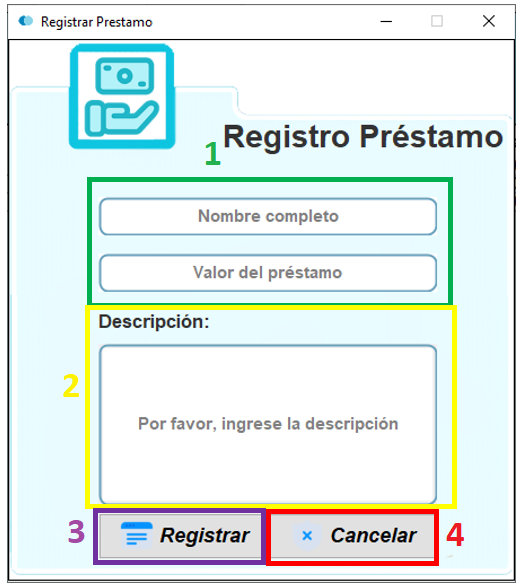 Registrar Prestamo
Registro Préstamo
1
Nombre completo
Valor del préstamo
Descripción:
2
Por favor, ingrese la descripción
3 Registrar Cancelar 4